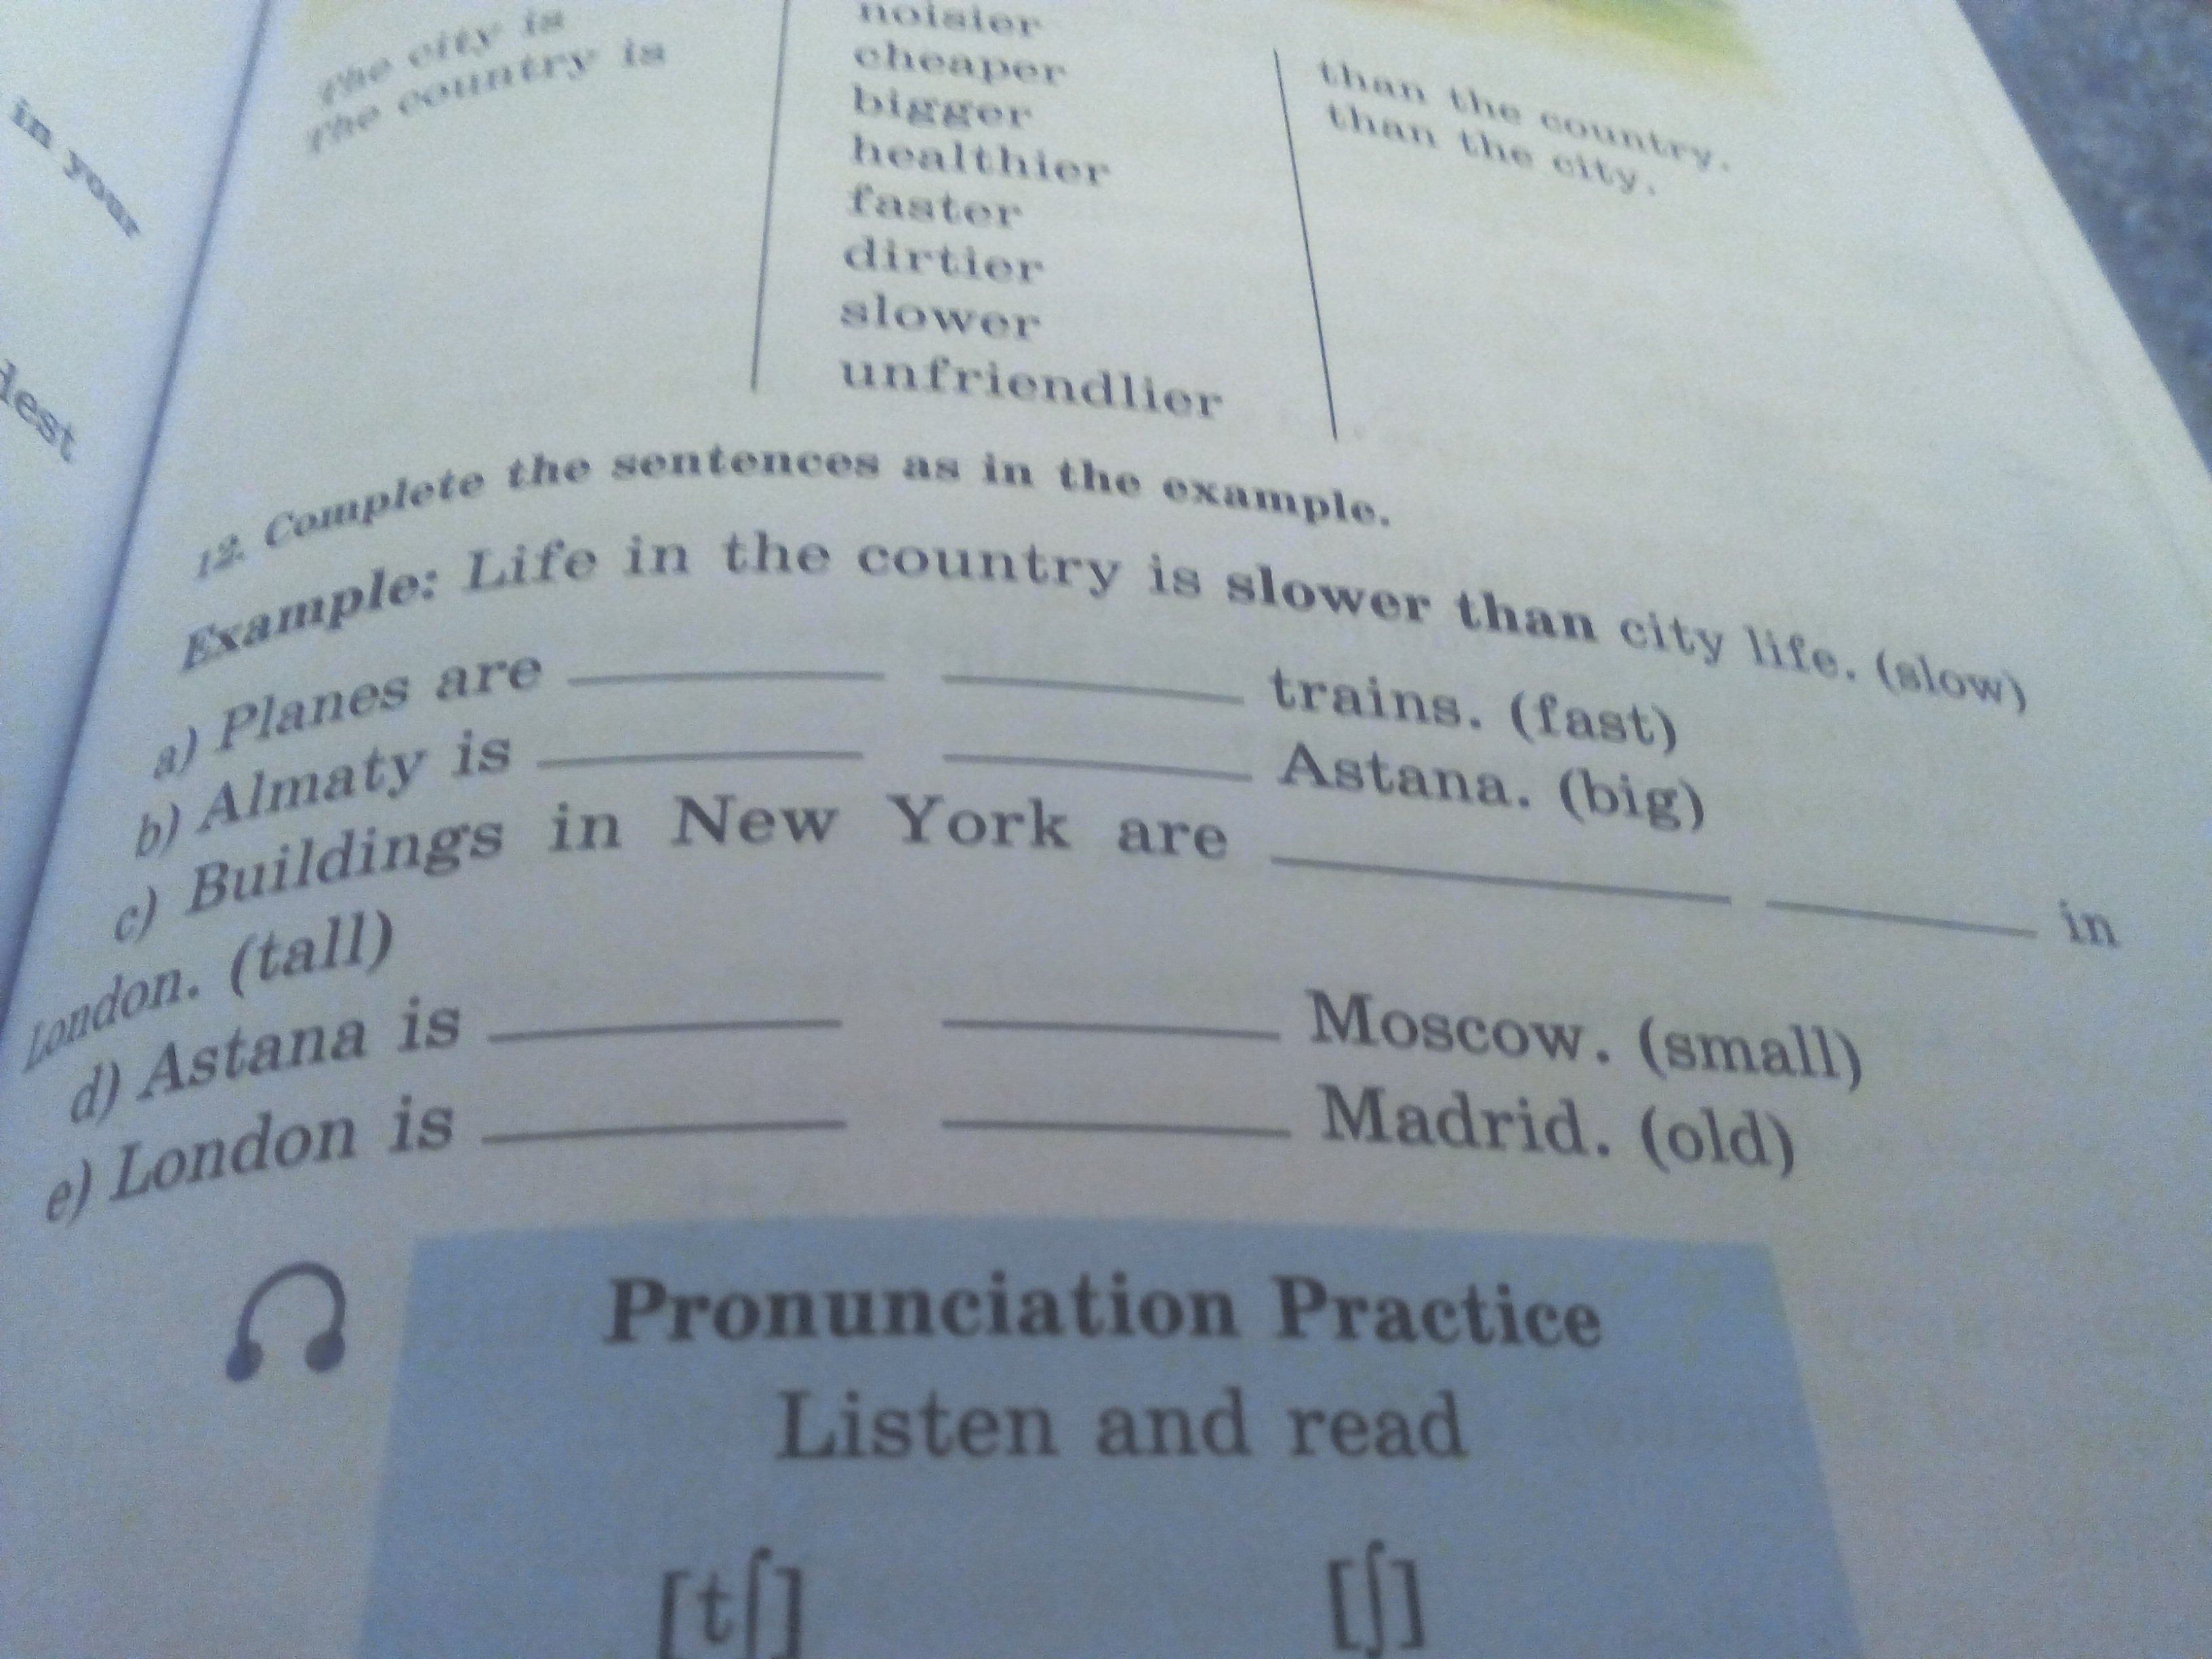 in your
lest
The city is
The country is
noisier
cheaper
bigger
healthier
faster
dirtier
slower
unfriendlier
than the country.
than the city.
12. Complete the sentences as in the example.
Example: Life in the country is slower than city life. (slow)
a) Planes are ________ ________ trains. (fast)
b) Almaty is ________ ________ Astana. (big)
c) Buildings in New York are ________ ________ in
London. (tall)
d) Astana is ________ ________ Moscow. (small)
e) London is ________ ________ Madrid. (old)
Pronunciation Practice
Listen and read
[tʃ]
[ʃ]